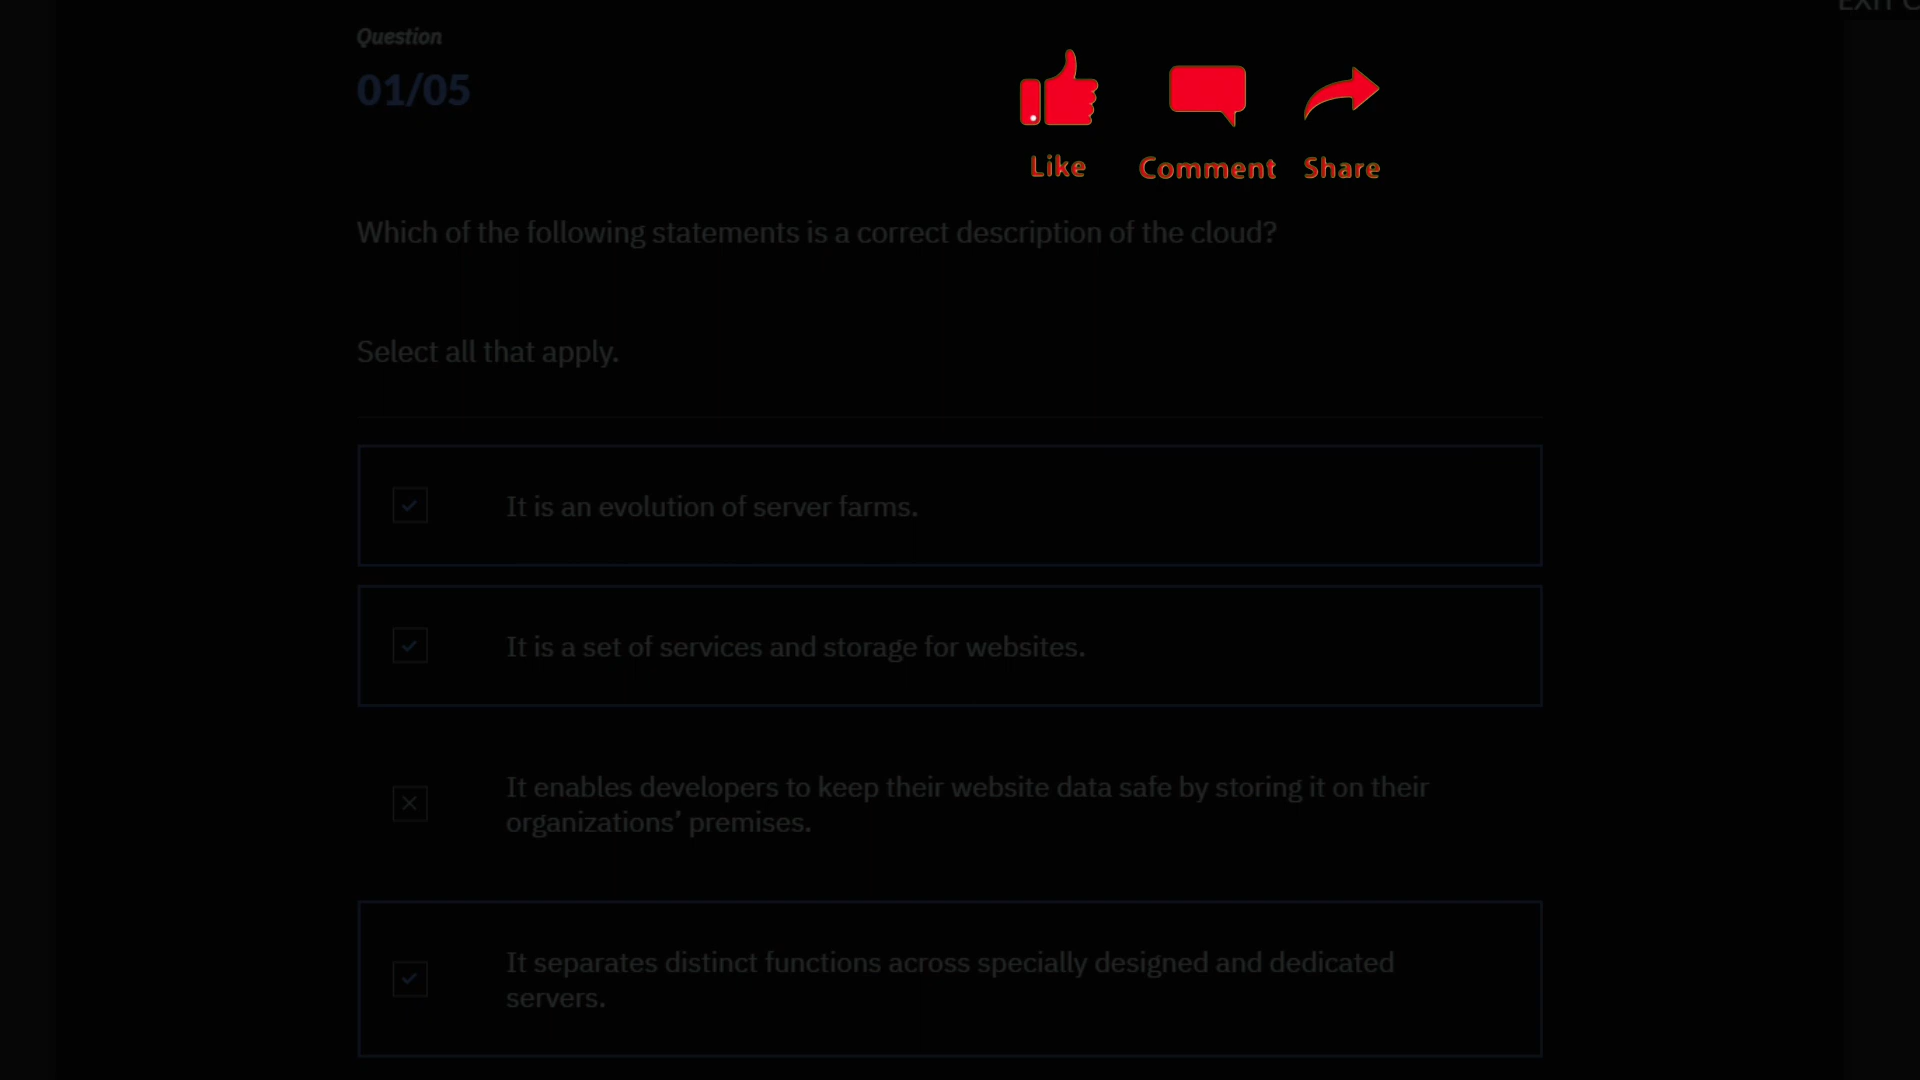 EXIT
Question
01/05
Like Comment Share
Which of the following statements is a correct description of the cloud?
Select all that apply.
It is an evolution of server farms.
It is a set of services and storage for websites.
It enables developers to keep their website data safe by storing it on their
organizations’ premises.
It separates distinct functions across specially designed and dedicated
servers.